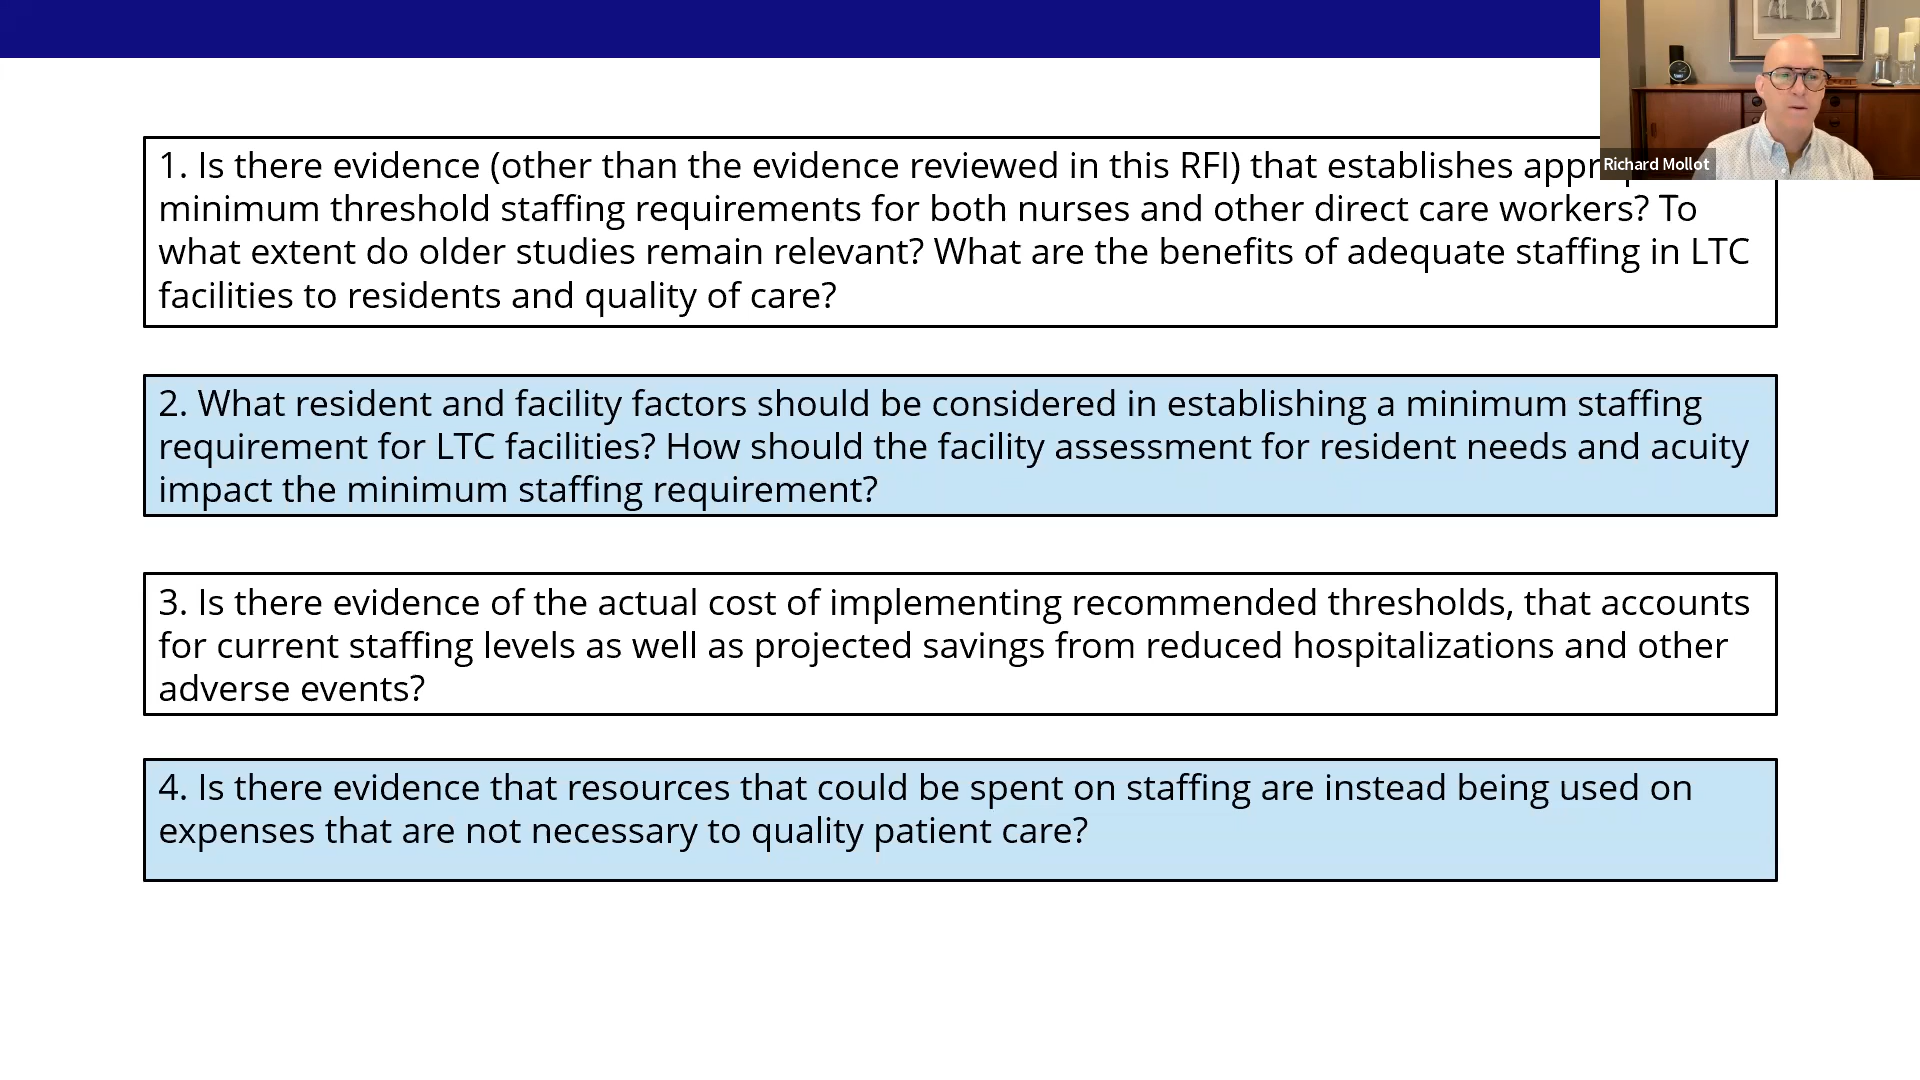 1. Is there evidence (other than the evidence reviewed in this RFI) that establishes
minimum threshold staffing requirements for both nurses and other direct care workers? To
what extent do older studies remain relevant? What are the benefits of adequate staffing in LTC
facilities to residents and quality of care?
2. What resident and facility factors should be considered in establishing a minimum staffing
requirement for LTC facilities? How should the facility assessment for resident needs and acuity
impact the minimum staffing requirement?
3. Is there evidence of the actual cost of implementing recommended thresholds, that accounts
for current staffing levels as well as projected savings from reduced hospitalizations and other
adverse events?
4. Is there evidence that resources that could be spent on staffing are instead being used on
expenses that are not necessary to quality patient care?
Richard Mollot